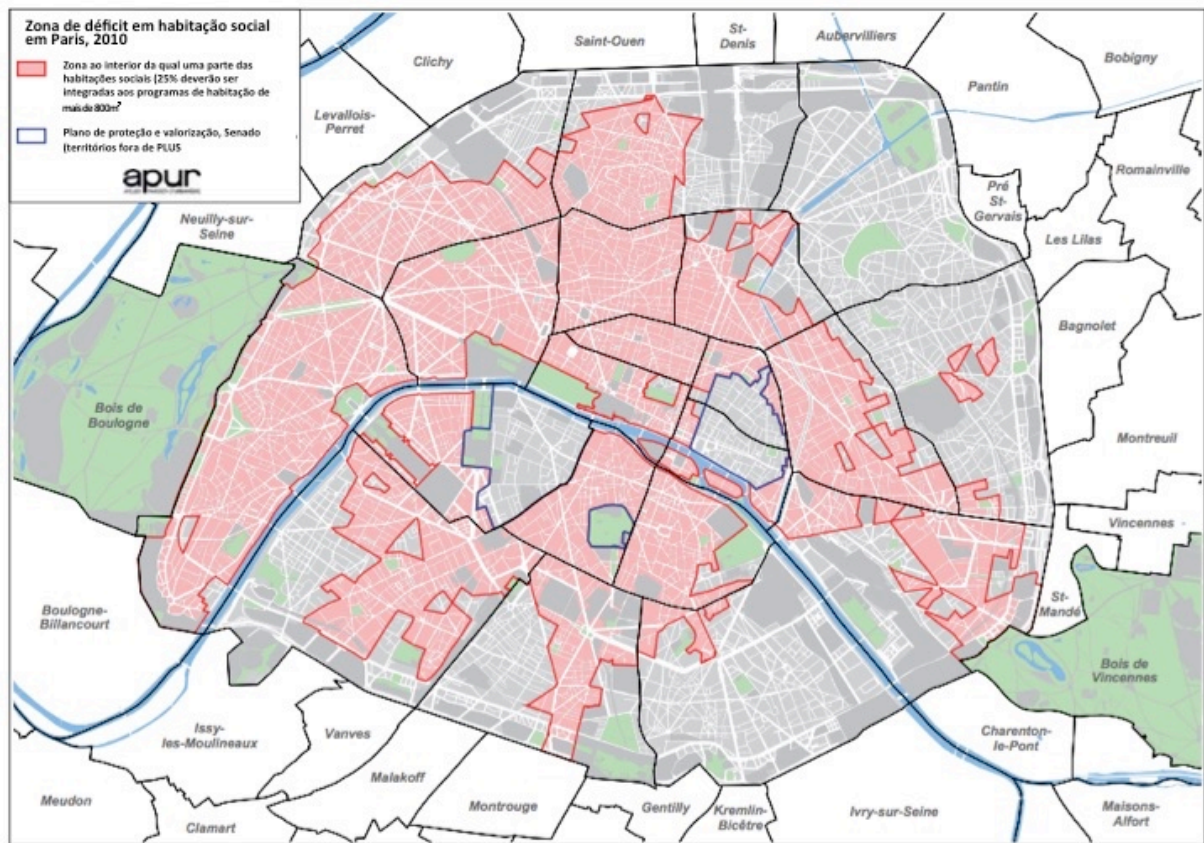 Zona de déficit em habitação social
em Paris, 2010
Zona ao interior da qual uma parte das
habitações sociais (25% deverão ser
integradas aos programas de habitação de
mais de 800m²
Plano de proteção e valorização, Senado
(territórios fora de PLUS
apur
Saint-Ouen
St-
Denis
Aubervilliers
Bobigny
Clichy
Pantin
Levallois-
Perret
Romainville
Pré
St-
Gervais
Neuilly-sur-
Seine
Les Lilas
Bagnolet
Bois de
Boulogne
Montreuil
Vincennes
St-
Mandé
Boulogne-
Billancourt
Bois de
Vincennes
Issy-
les-Moulineaux
Vanves
Charenton-
le-Pont
Malakoff
Meudon
Montrouge
Gentilly
Kremlin-
Bicêtre
Ivry-sur-Seine
Maisons-
Alfort
Clamart